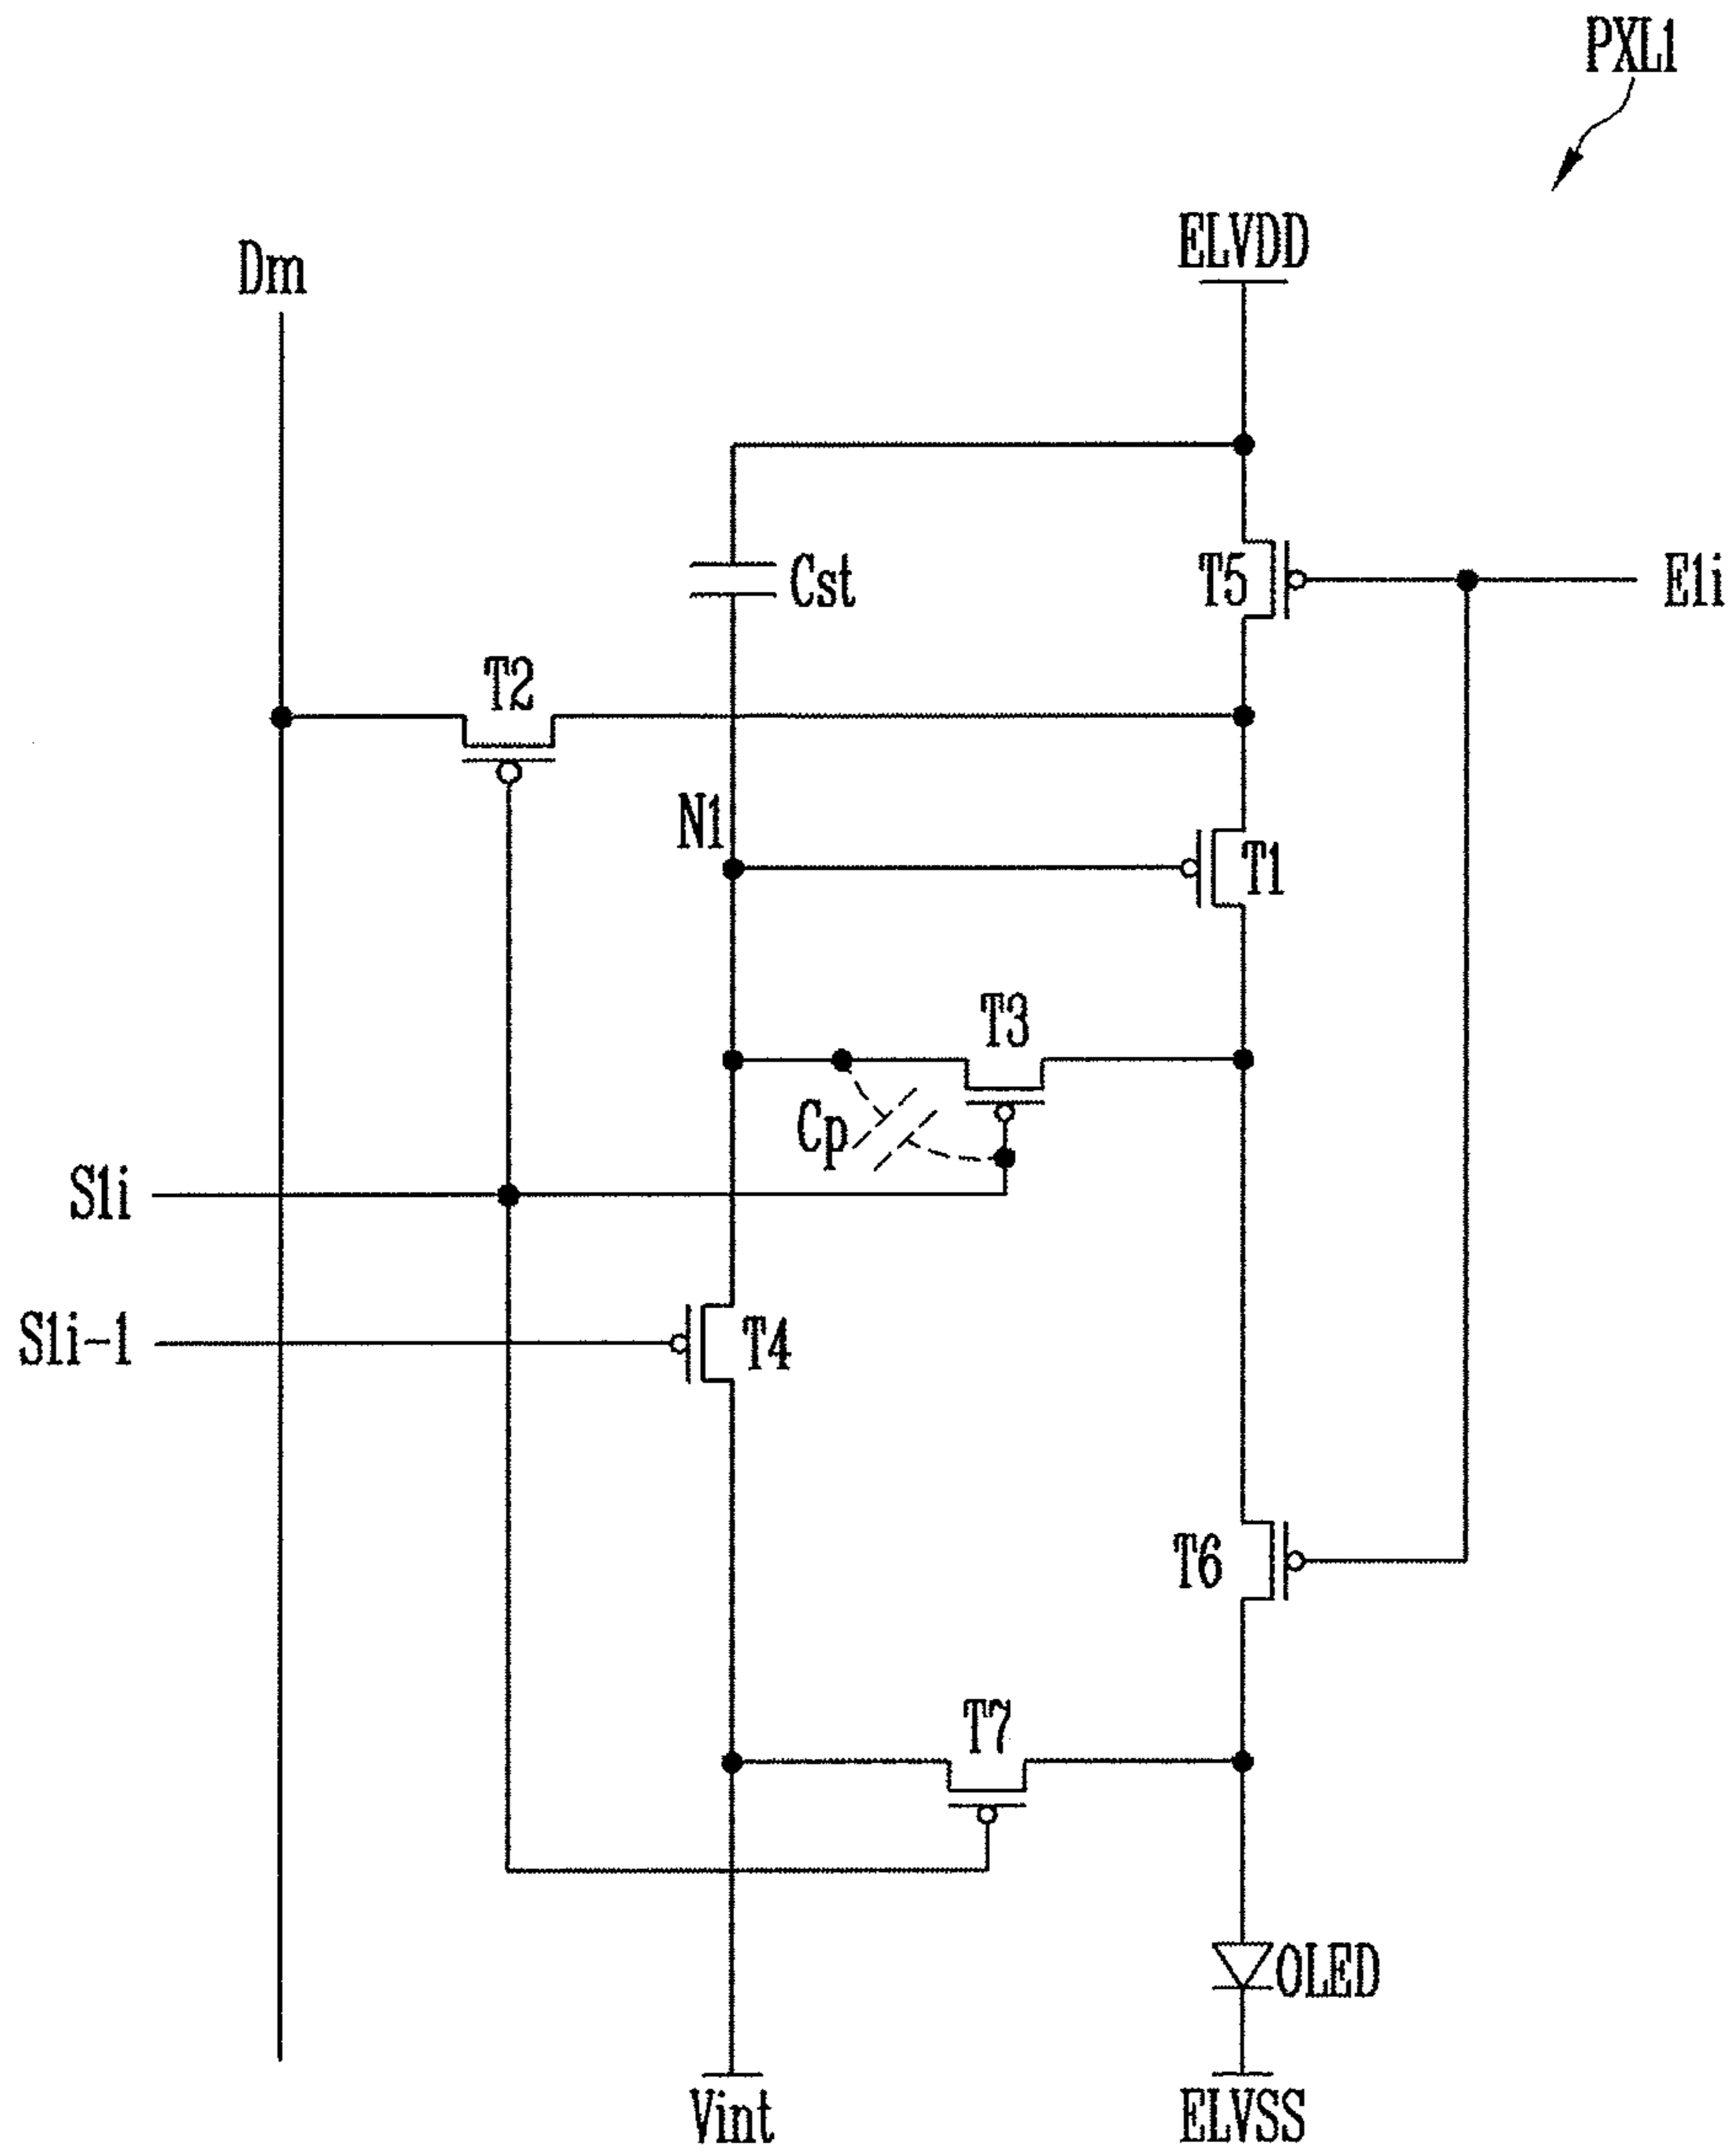 PXL1
ELVDD
Dm
Cst
T5
E1i
T2
N1
T1
T3
Cp
S1i
S1i-1
T4
T6
T7
OLED
Vint
ELVSS